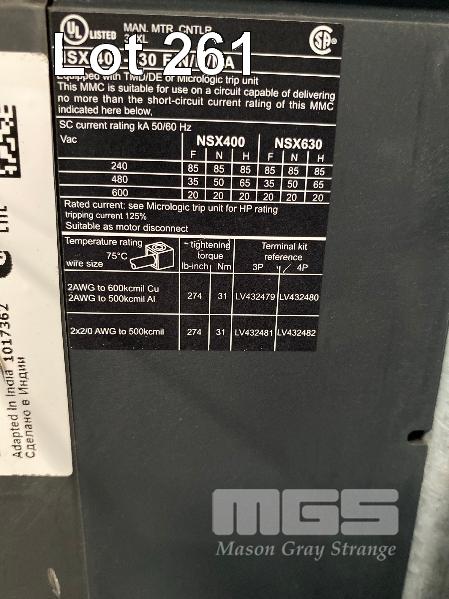 Lot 261
UL LISTED MAN. MTR. CNTLR.
Equipped with TMD/DE or Micrologic trip unit
This MMC is suitable for use on a circuit capable of delivering
no more than the short-circuit current rating of this MMC
indicated here below.
SC current rating kA 50/60 Hz
Vac NSX400 NSX630
F N H F N H
240 85 85 85 85 85 85
480 35 50 65 35 50 65
600 20 20 20 20 20 20
Rated current: see Micrologic trip unit for HP rating
tripping current 125%
Suitable as motor disconnect
Temperature rating ~ tightening Terminal kit
75°C torque reference
wire size lb-inch Nm 3P 4P
2AWG to 600kcmil Cu
2AWG to 500kcmil Al 274 31 LV432479 LV432480
2x2/0 AWG to 500kcmil 274 31 LV432481 LV432482
EAC
Adapted in India 1017362
Сделано в Индии
MGS
Mason Gray Strange